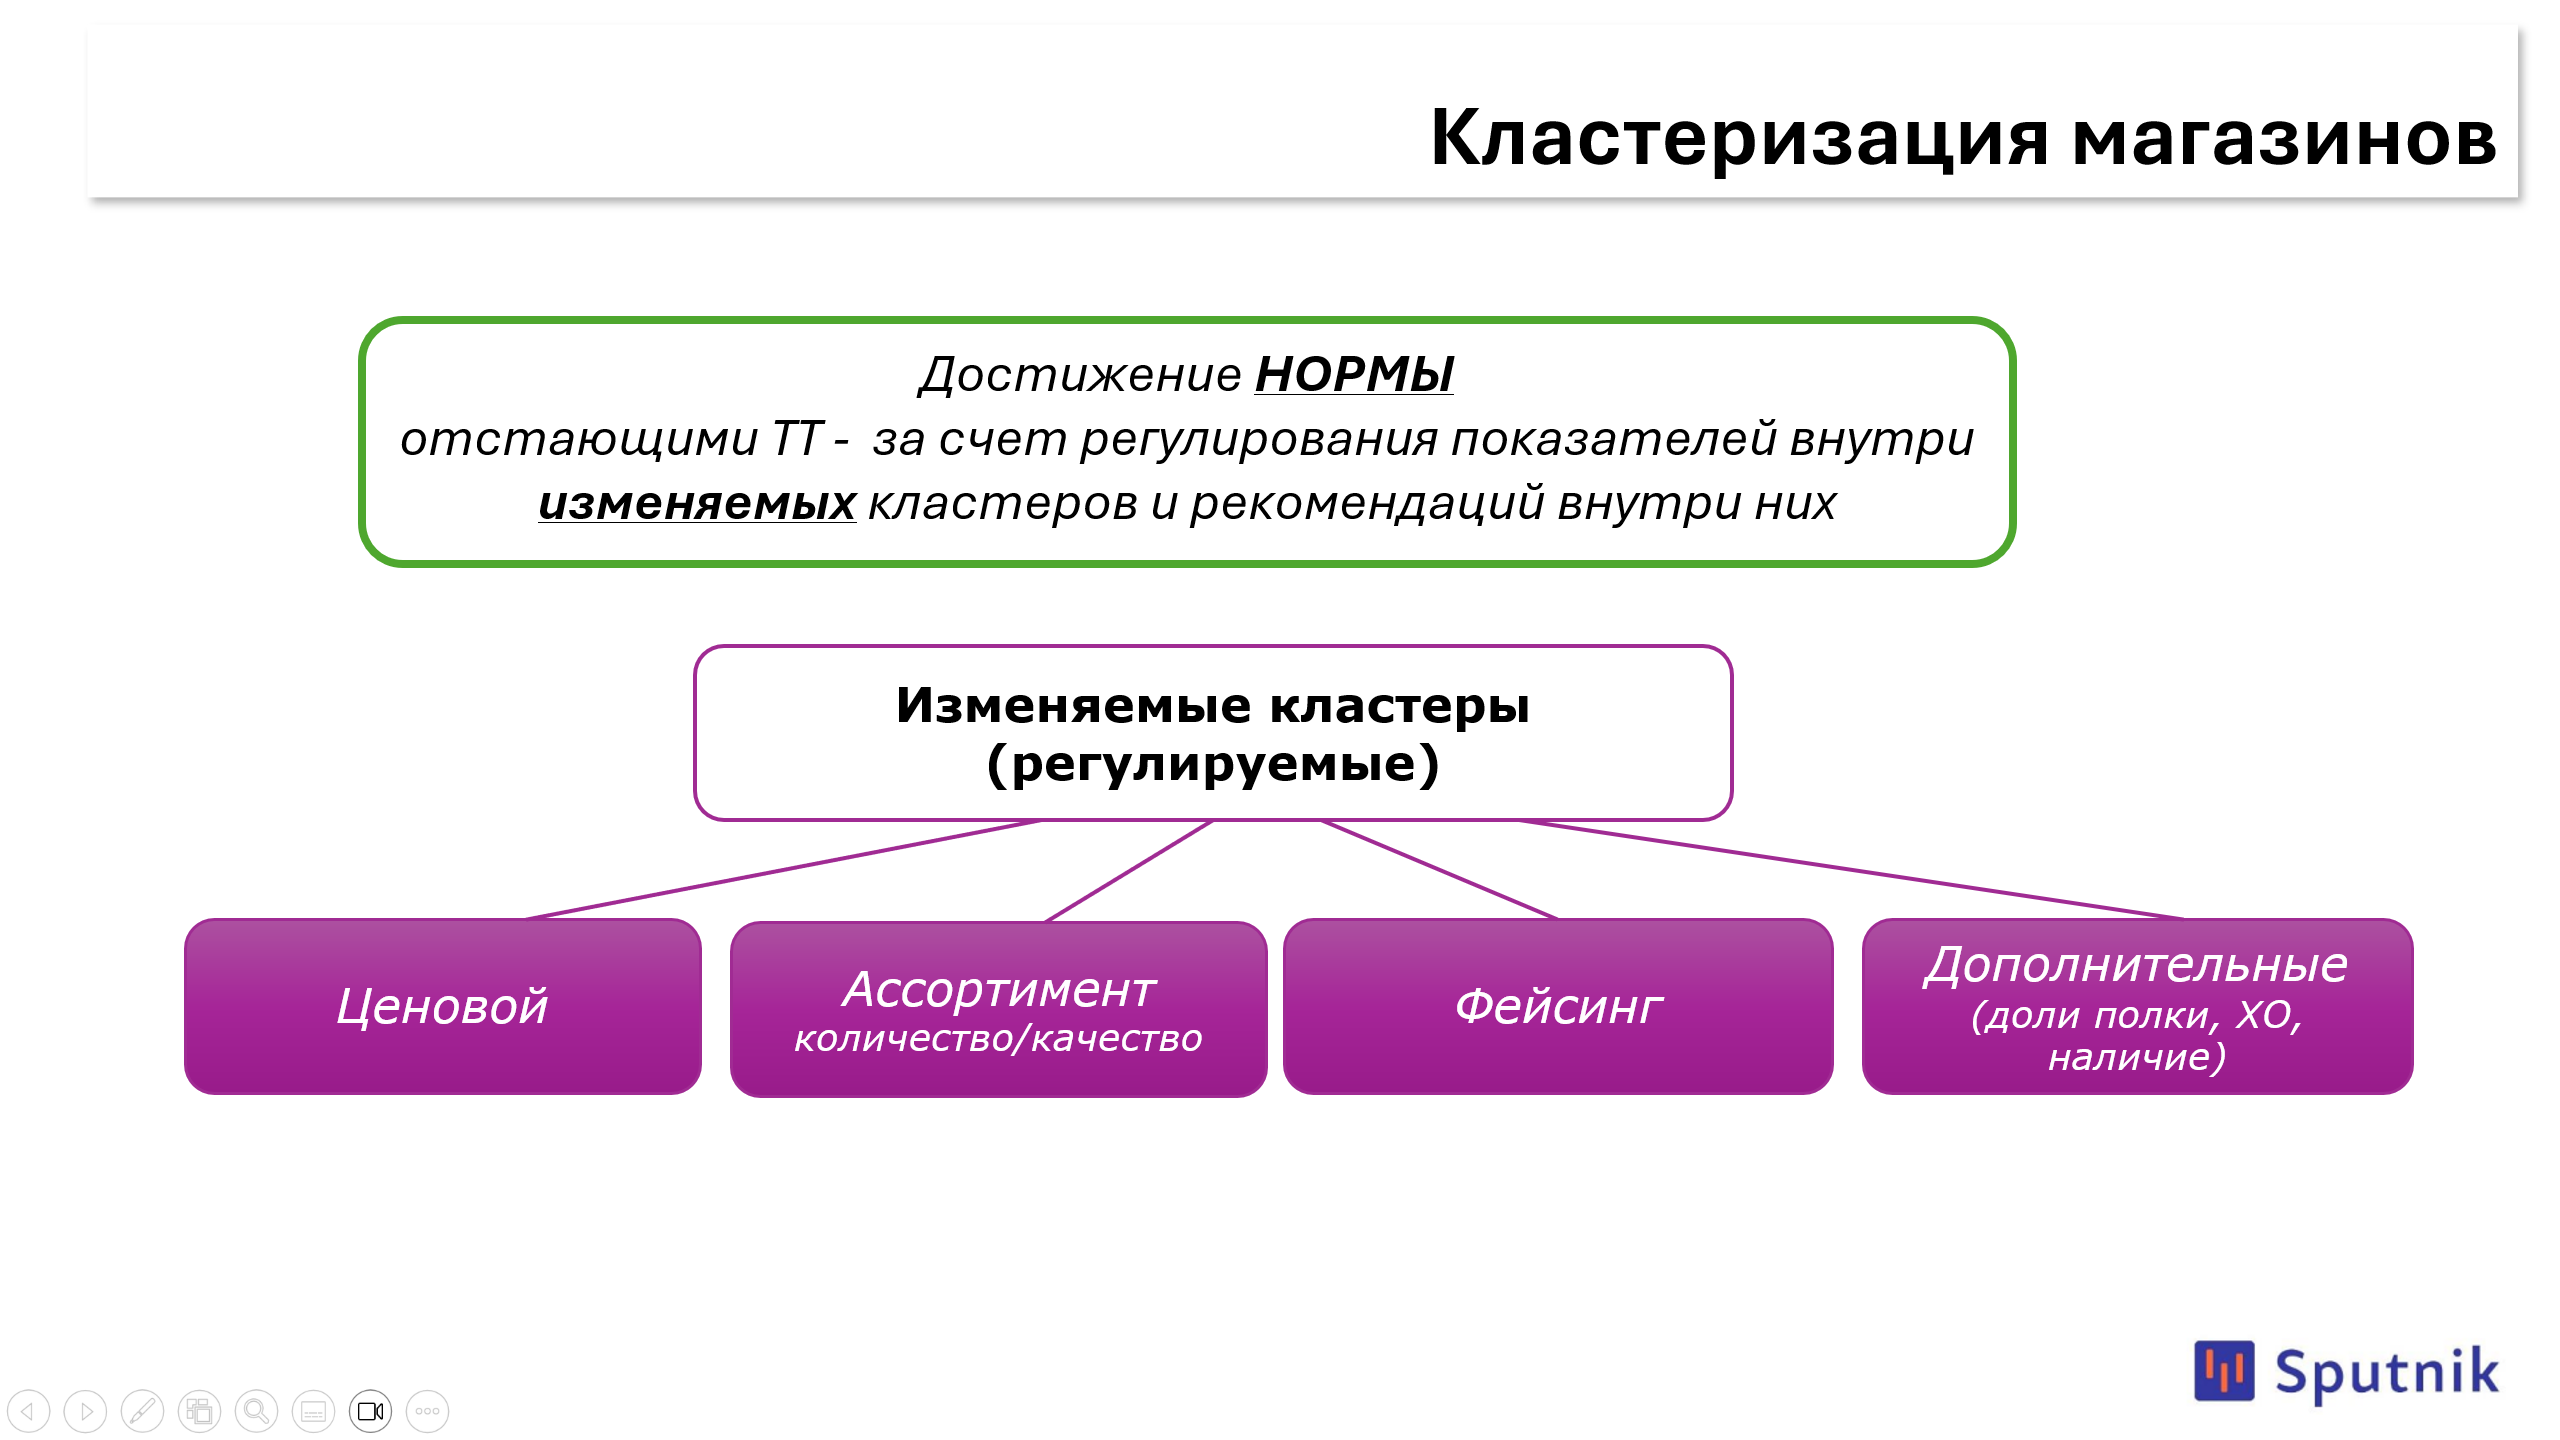 Кластеризация магазинов
Достижение НОРМЫ
отстающими ТТ -  за счет регулирования показателей внутри
изменяемых кластеров и рекомендаций внутри них
Изменяемые кластеры
(регулируемые)
Ценовой
Ассортимент
количество/качество
Фейсинг
Дополнительные
(доли полки, ХО,
наличие)
Sputnik